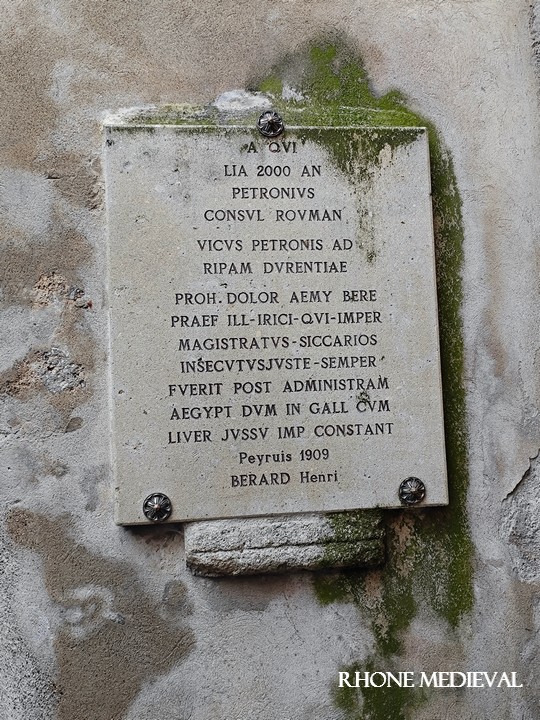 A QVI
LIA 2000 AN
PETRONIVS
CONSVL ROVMAN
VICVS PETRONIS AD
RIPAM DVRENTIAE
PROH. DOLOR AEMY BERE
PRAEF ILL-IRICI-QVI-IMPER
MAGISTRATVS-SICCARIOS
INSECVTVSJVSTE-SEMPER
FVERIT POST ADMINISTRAM
AEGYPT DVM IN GALL CVM
LIVER JVSSV IMP CONSTANT
Peyruis 1909
BERARD Henri
RHONE MEDIEVAL